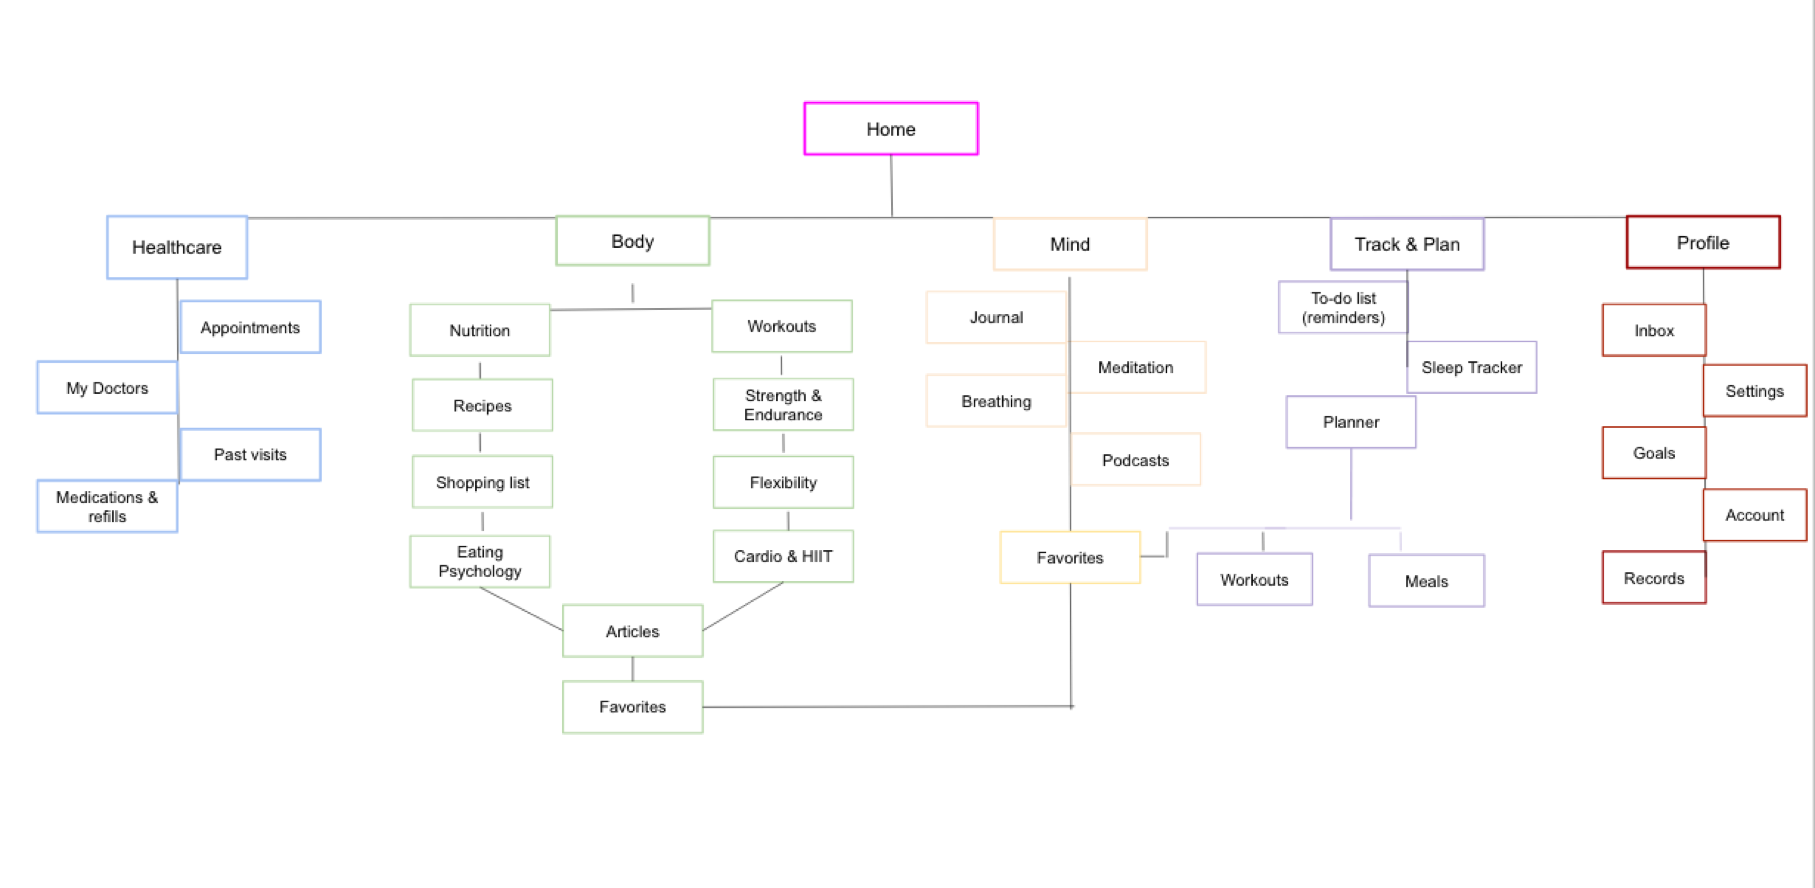 Home
Healthcare
Body
Mind
Track & Plan
Profile
Appointments
My Doctors
Past visits
Medications &
refills
Nutrition
Recipes
Shopping list
Eating
Psychology
Workouts
Strength &
Endurance
Flexibility
Cardio & HIIT
Articles
Favorites
Journal
Meditation
Breathing
Podcasts
Favorites
To-do list
(reminders)
Sleep Tracker
Planner
Workouts
Meals
Inbox
Settings
Goals
Account
Records